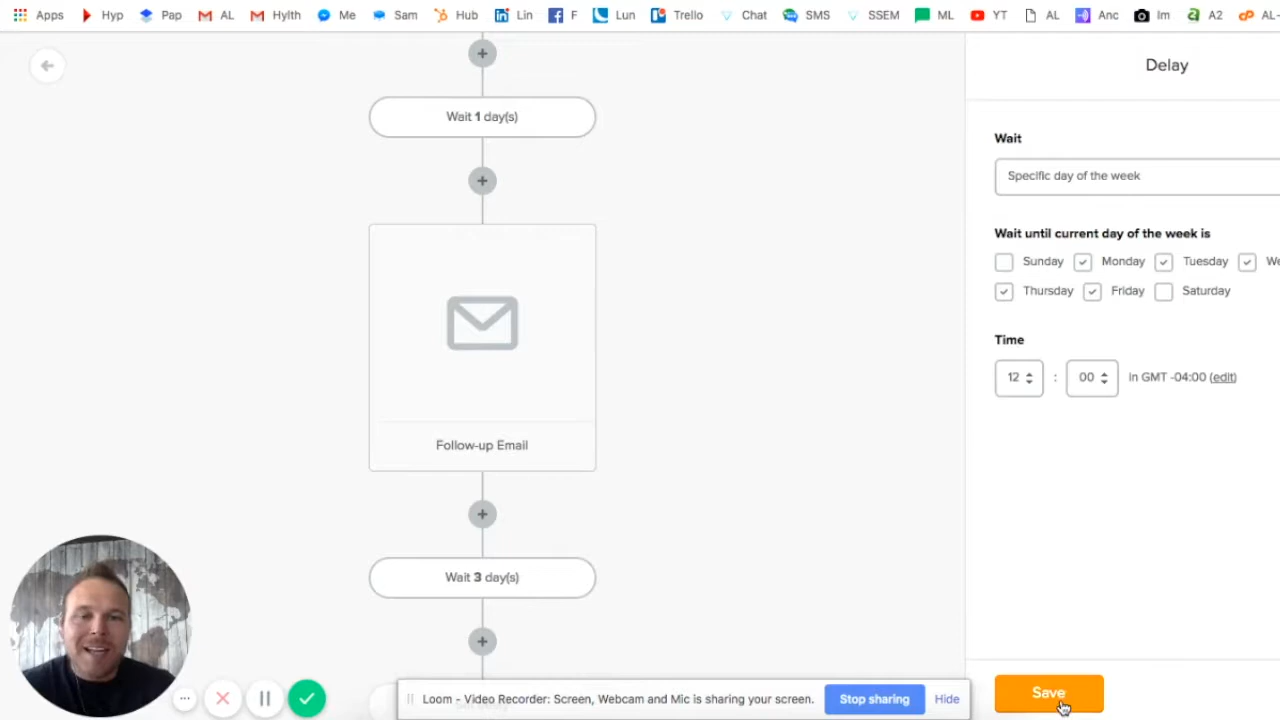 Apps Hyp Pap AL Hylth Me Sam Hub Lin F Lun Trello Chat SMS SSEM ML YT AL Anc Im A2 AL-
Delay
Wait 1 day(s)
Wait
Specific day of the week
Wait until current day of the week is
Sunday Monday Tuesday We
Thursday Friday Saturday
Time
12 : 00 in GMT -04:00 (edit)
Follow-up Email
Wait 3 day(s)
Loom - Video Recorder: Screen, Webcam and Mic is sharing your screen. Stop sharing Hide
Save